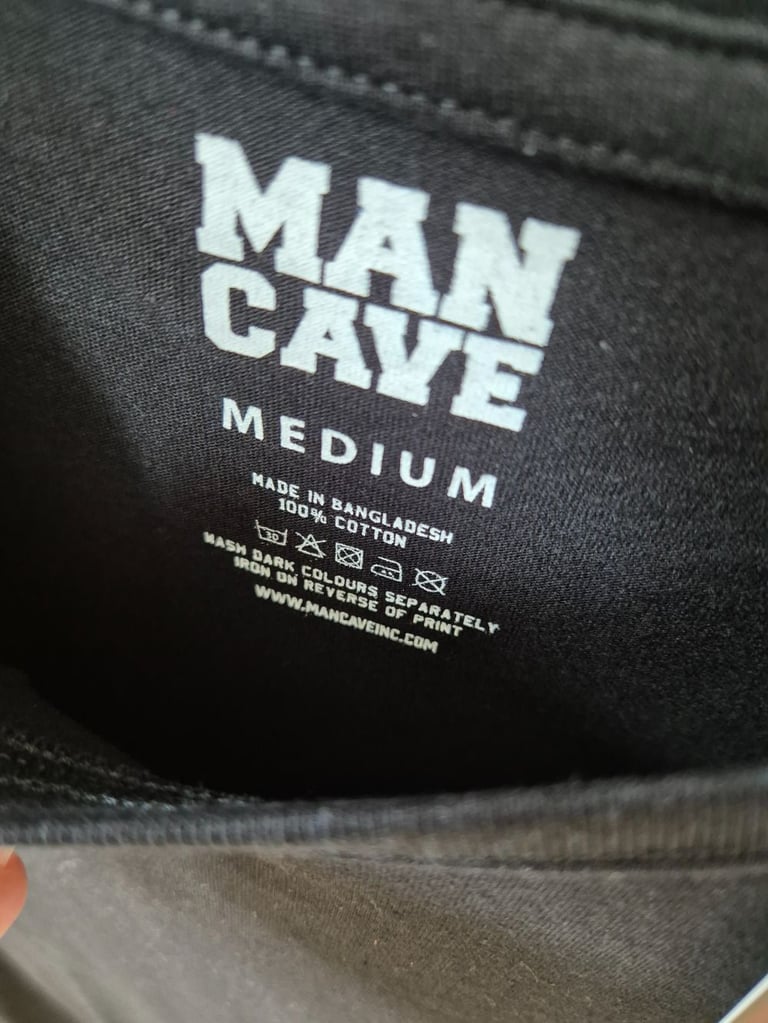 MAN
CAVE
MEDIUM
MADE IN BANGLADESH
100% COTTON
30
WASH DARK COLOURS SEPARATELY
IRON ON REVERSE OF PRINT
WWW.MANCAVEINC.COM